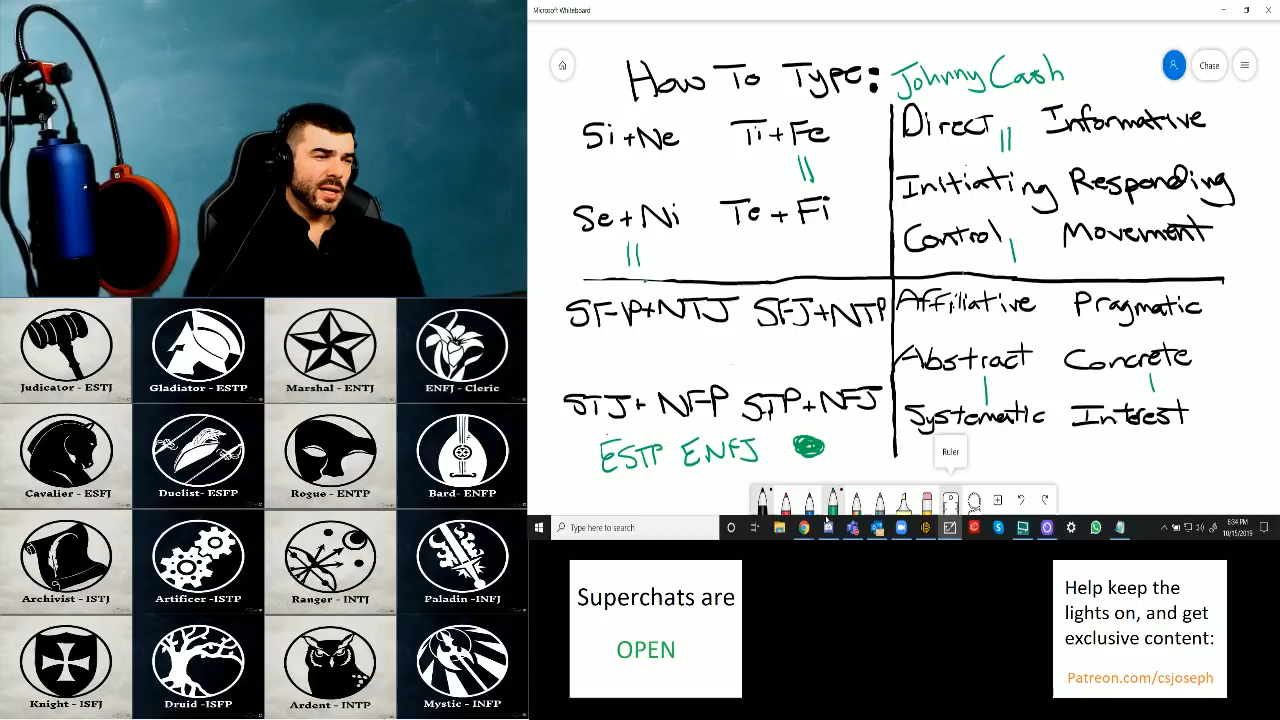 Microsoft Whiteboard
Chase
How To Type: Johnny Cash
Si+Ne Ti+Fe
Se+Ni Te+Fi
Direct Informative
Initiating Responding
Control Movement
SFP+NTJ SFJ+NTP
STJ+NFP STP+NFJ
ESTP ENFJ
Affiliative Pragmatic
Abstract Concrete
Systematic Interest
Ruler
Type here to search
6:34 PM
10/15/2019
Judicator - ESTJ
Gladiator - ESTP
Marshal - ENTJ
ENFJ - Cleric
Cavalier - ESFJ
Duelist - ESFP
Rogue - ENTP
Bard - ENFP
Archivist - ISTJ
Artificer - ISTP
Ranger - INTJ
Paladin - INFJ
Knight - ISFJ
Druid -ISFP
Ardent - INTP
Mystic - INFP
Superchats are
OPEN
Help keep the
lights on, and get
exclusive content:
Patreon.com/csjoseph